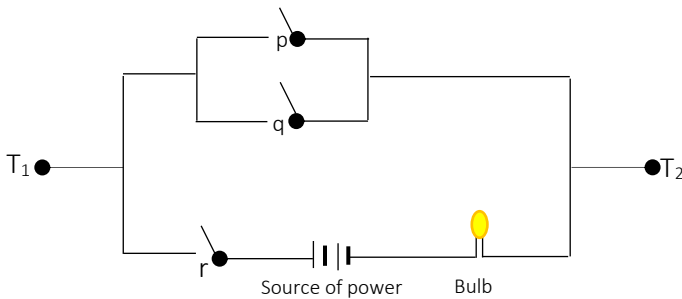 p
q
T₁
T₂
r
Source of power
Bulb